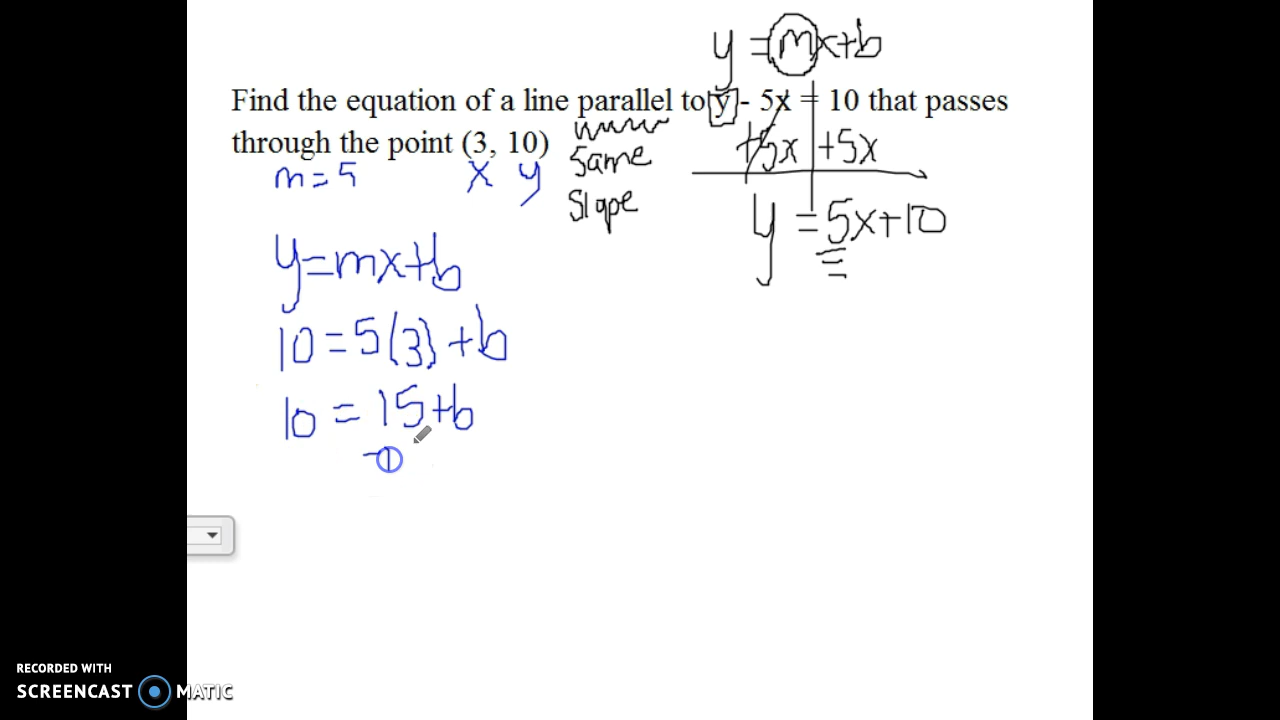 y = mx+b
Find the equation of a line parallel to y - 5x = 10 that passes
through the point (3, 10)
+5x +5x
Same
m=5 x y
Slope
y = 5x+10
y=mx+b
10=5(3)+b
10 = 15+b
-1
RECORDED WITH
SCREENCAST MATIC